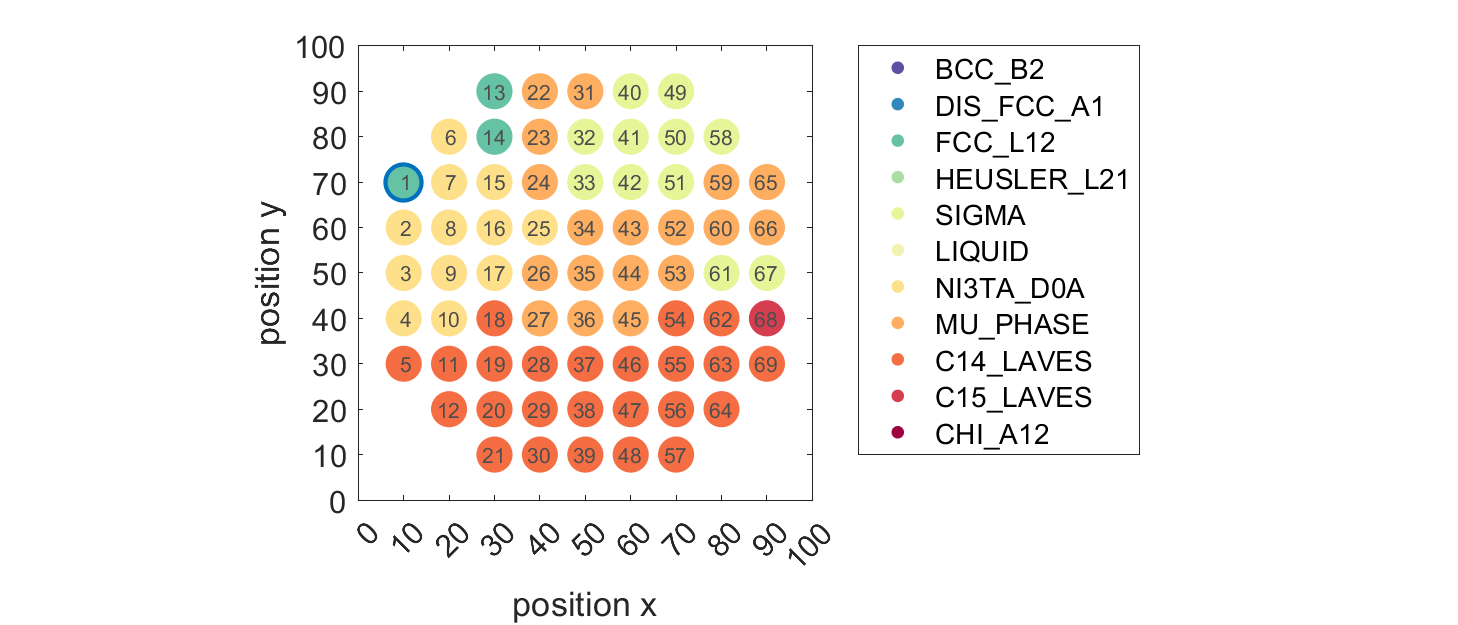 100
90
80
70
60
50
40
30
20
10
0
13 22 31 40 49
6 14 23 32 41 50 58
1 7 15 24 33 42 51 59 65
2 8 16 25 34 43 52 60 66
3 9 17 26 35 44 53 61 67
4 10 18 27 36 45 54 62 68
5 11 19 28 37 46 55 63 69
12 20 29 38 47 56 64
21 30 39 48 57
0 10 20 30 40 50 60 70 80 90 100
position x
position y
BCC_B2
DIS_FCC_A1
FCC_L12
HEUSLER_L21
SIGMA
LIQUID
NI3TA_D0A
MU_PHASE
C14_LAVES
C15_LAVES
CHI_A12